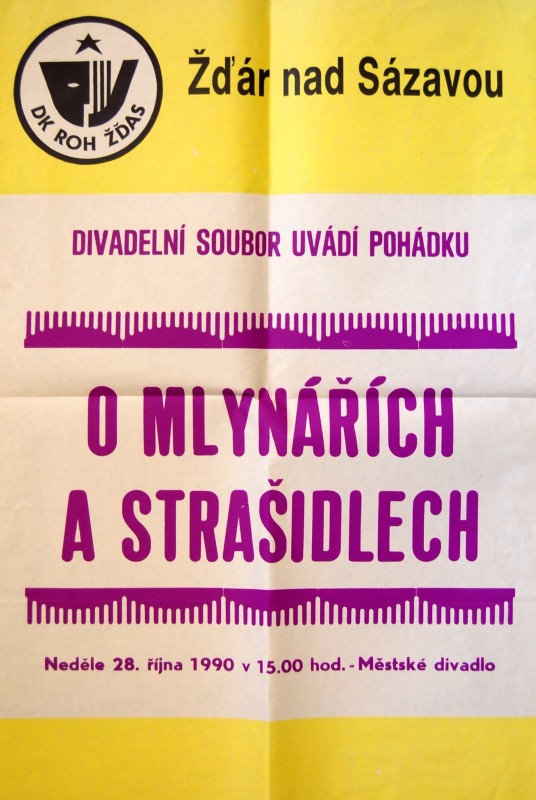 DK ROH ŽĎAS
Žďár nad Sázavou
DIVADELNÍ SOUBOR UVÁDÍ POHÁDKU
O MLYNÁŘÍCH
A STRAŠIDLECH
Neděle 28. října 1990 v 15.00 hod. - Městské divadlo